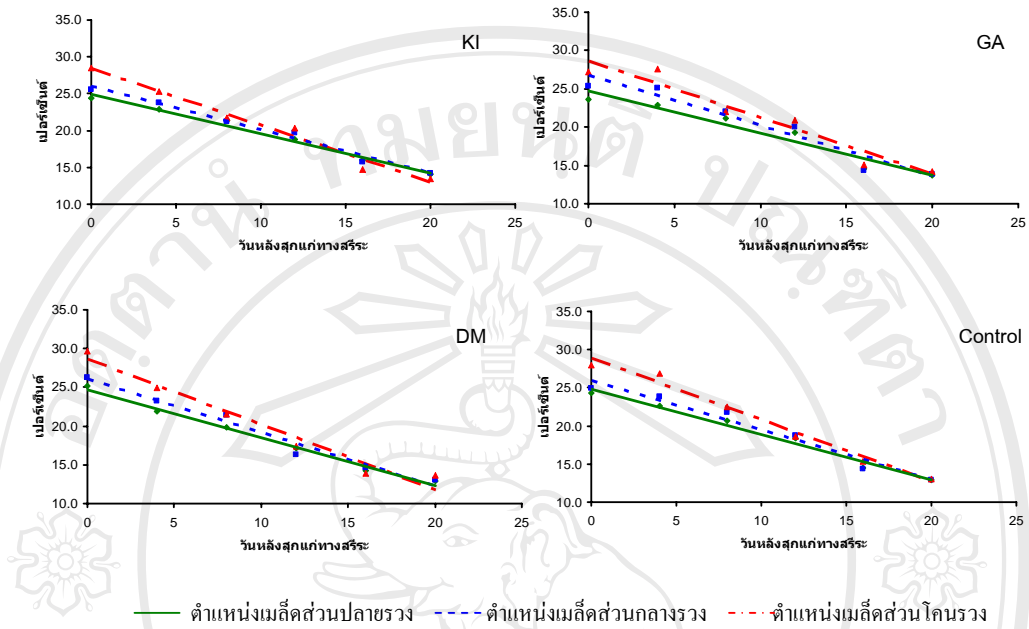 KI
35.0
30.0
25.0
20.0
15.0
10.0
เปอร์เซ็นต์
0 5 10 15 20 25
วันหลังสุกแก่ทางสรีระ
GA
35.0
30.0
25.0
20.0
15.0
10.0
เปอร์เซ็นต์
0 5 10 15 20 25
วันหลังสุกแก่ทางสรีระ
DM
35.0
30.0
25.0
20.0
15.0
10.0
เปอร์เซ็นต์
0 5 10 15 20 25
วันหลังสุกแก่ทางสรีระ
Control
35.0
30.0
25.0
20.0
15.0
10.0
เปอร์เซ็นต์
0 5 10 15 20 25
วันหลังสุกแก่ทางสรีระ
ตำแหน่งเมล็ดส่วนปลายรวง ตำแหน่งเมล็ดส่วนกลางรวง ตำแหน่งเมล็ดส่วนโคนรวง